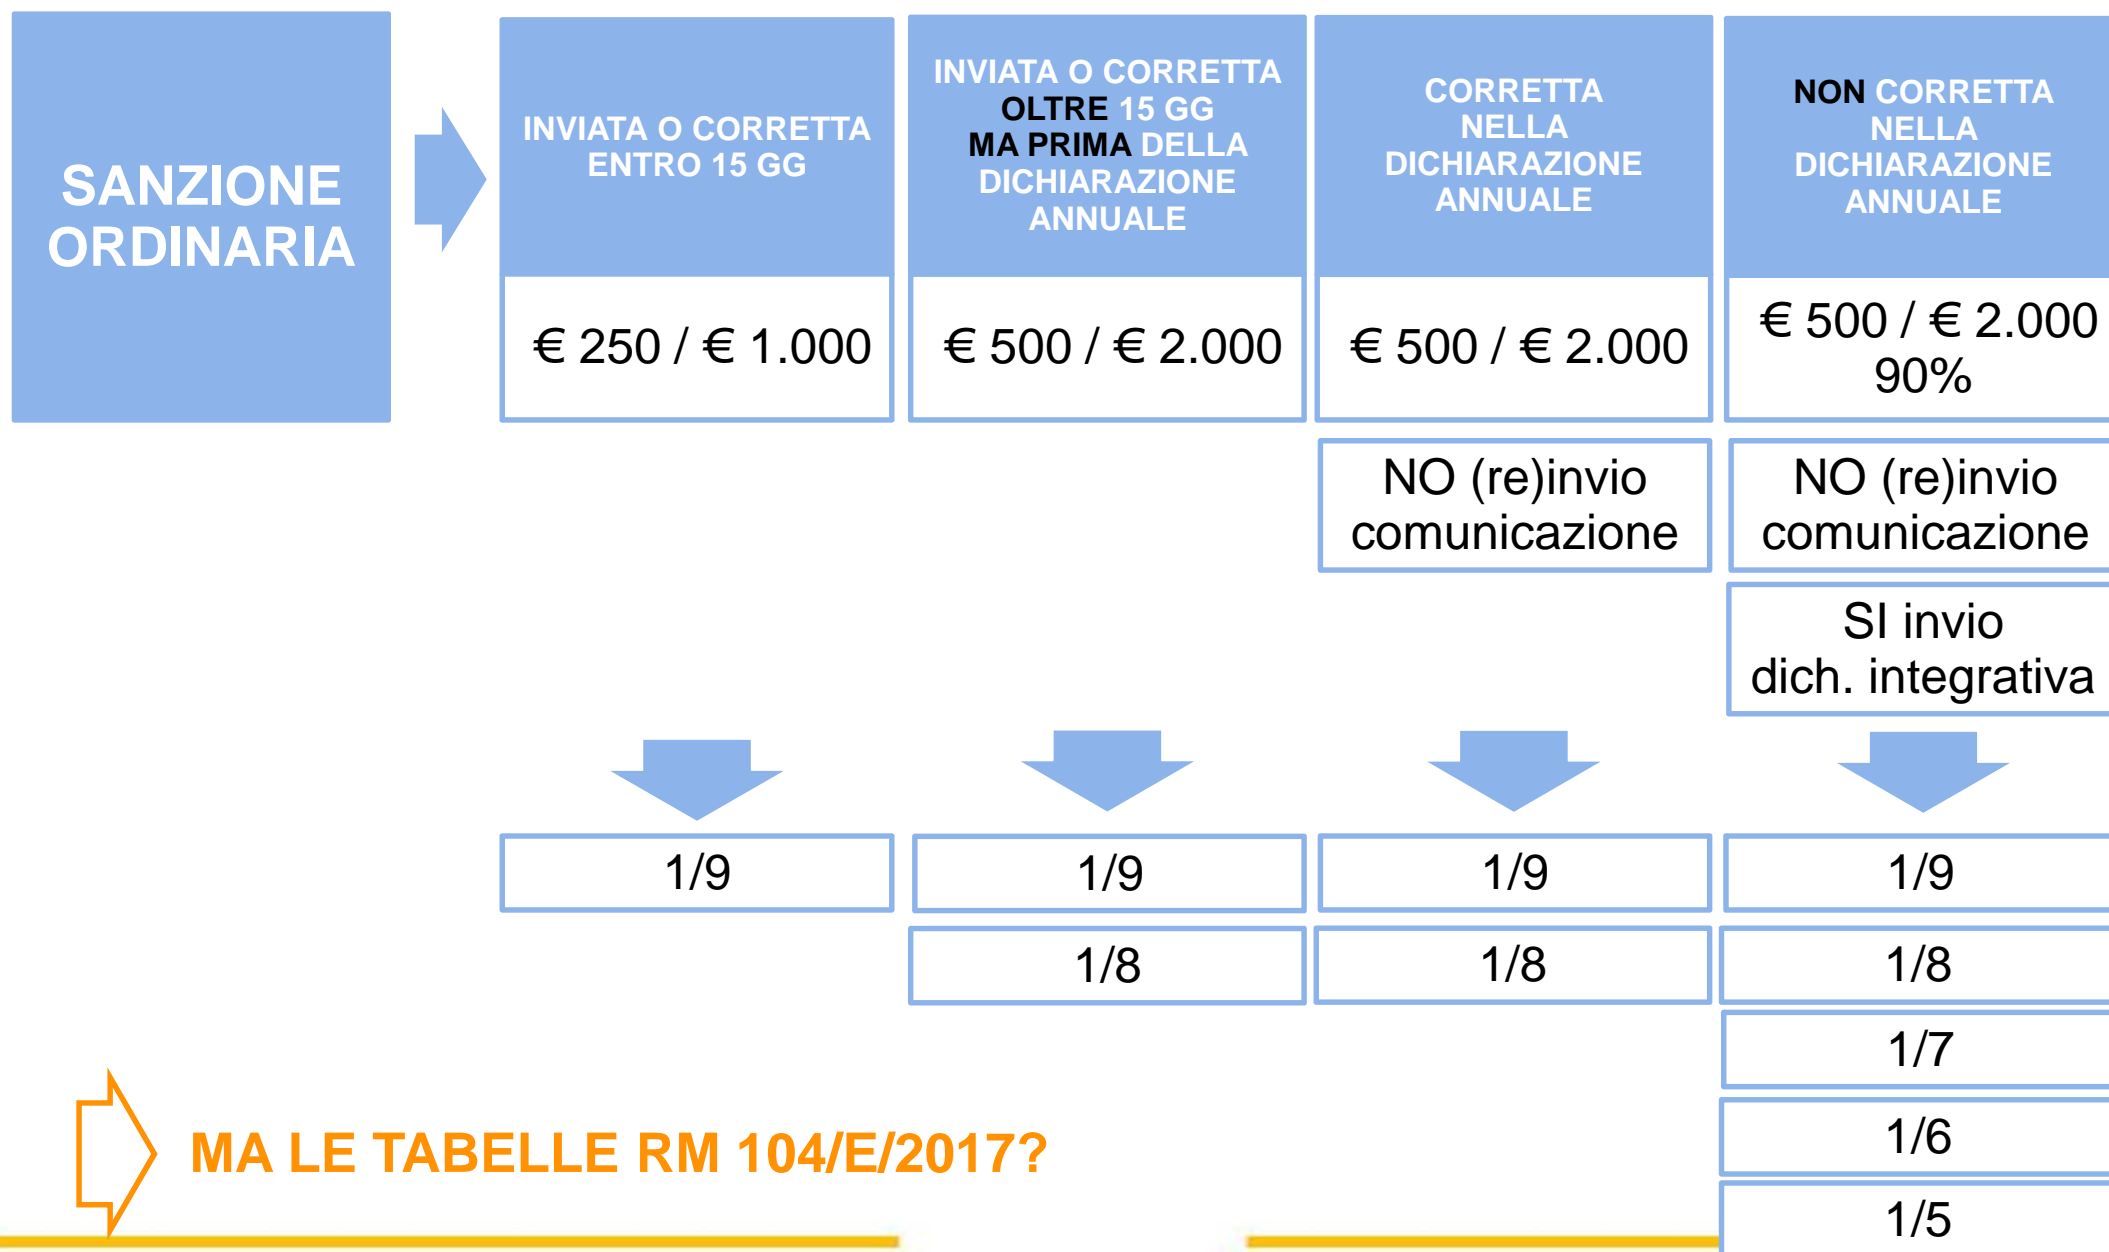 SANZIONE
ORDINARIA
INVIATA O CORRETTA
ENTRO 15 GG
€ 250 / € 1.000
INVIATA O CORRETTA
OLTRE 15 GG
MA PRIMA DELLA
DICHIARAZIONE
ANNUALE
€ 500 / € 2.000
CORRETTA
NELLA
DICHIARAZIONE
ANNUALE
€ 500 / € 2.000
NON CORRETTA
NELLA
DICHIARAZIONE
ANNUALE
€ 500 / € 2.000
90%
NO (re)invio
comunicazione
NO (re)invio
comunicazione
SI invio
dich. integrativa
1/9
1/9
1/9
1/9
1/8
1/8
1/8
1/7
1/6
1/5
MA LE TABELLE RM 104/E/2017?